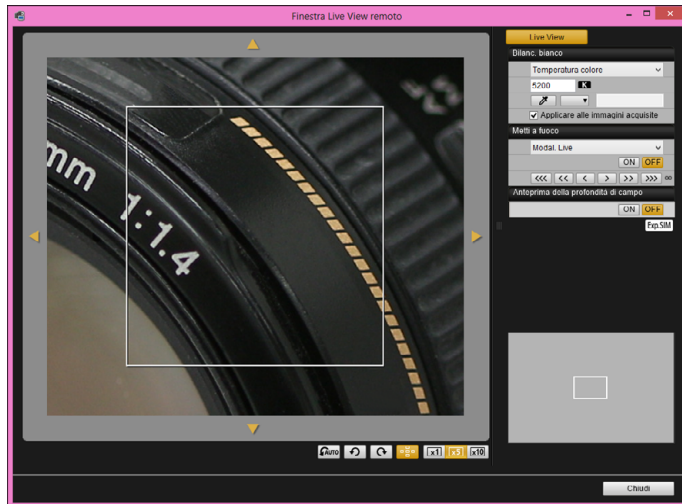 Finestra Live View remoto
Live View
Bilanc. bianco
Temperatura colore
5200 K
Applicare alle immagini acquisite
Metti a fuoco
Modal. Live
ON OFF
<<< << < > >> >>> ∞
Anteprima della profondità di campo
ON OFF
Exp.SIM
mm 1:1.4
AF
AUTO x1 x5 x10
Chiudi